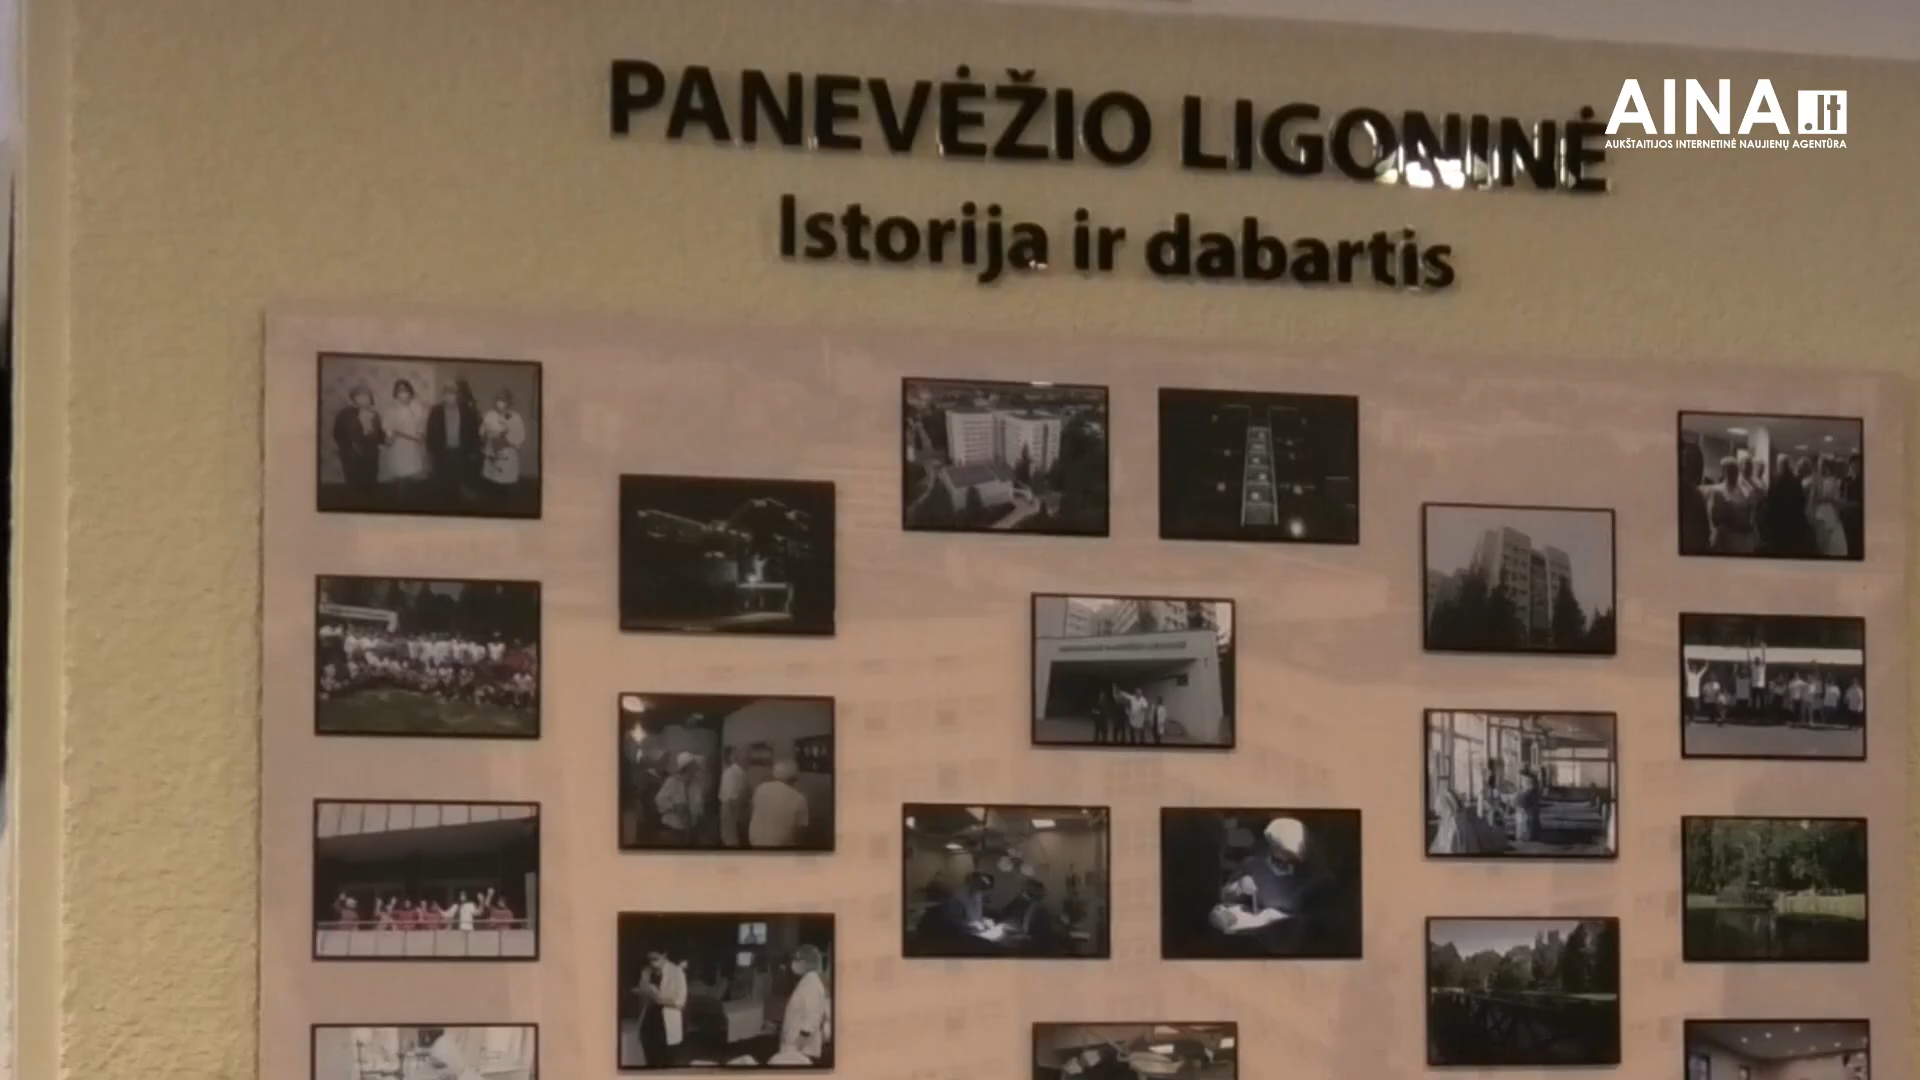 PANEVĖŽIO LIGONINĖ
Istorija ir dabartis
AINA.lt
AUKŠTAITIJOS INTERNETINĖ NAUJIENŲ AGENTŪRA